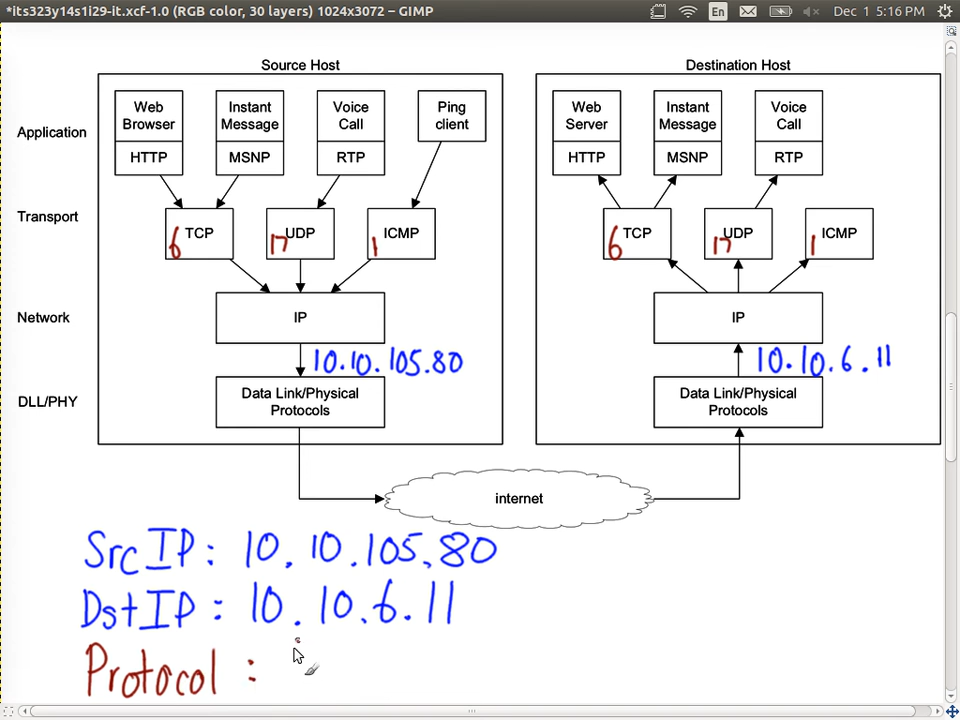 *its323y14s1i29-it.xcf-1.0 (RGB color, 30 layers) 1024x3072 – GIMP
En
Dec 1 5:16 PM
Source Host
Destination Host
Application
Web Browser
HTTP
Instant Message
MSNP
Voice Call
RTP
Ping client
Web Server
HTTP
Instant Message
MSNP
Voice Call
RTP
Transport
6 TCP
17 UDP
1 ICMP
6 TCP
17 UDP
1 ICMP
Network
IP
IP
10.10.105.80
10.10.6.11
DLL/PHY
Data Link/Physical
Protocols
Data Link/Physical
Protocols
internet
Src IP: 10.10.105.80
Dst IP: 10.10.6.11
Protocol: